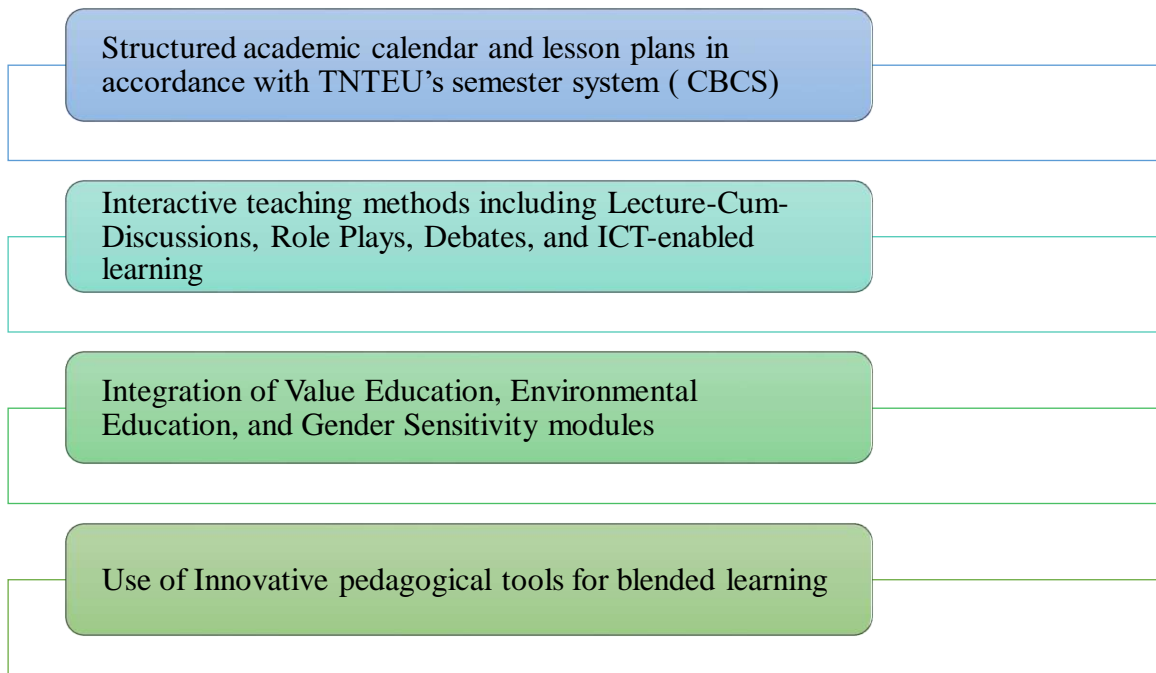 Structured academic calendar and lesson plans in
accordance with TNTEU’s semester system ( CBCS)
Interactive teaching methods including Lecture-Cum-
Discussions, Role Plays, Debates, and ICT-enabled
learning
Integration of Value Education, Environmental
Education, and Gender Sensitivity modules
Use of Innovative pedagogical tools for blended learning